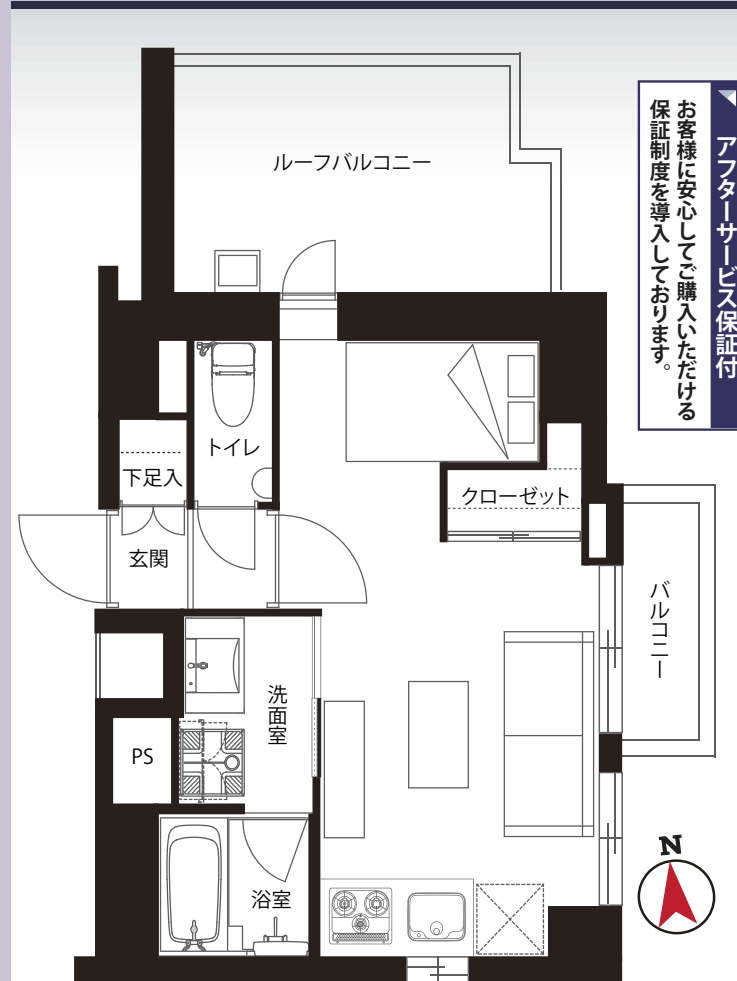 ルーフバルコニー
アフターサービス保証付
お客様に安心してご購入いただける
保証制度を導入しております。
トイレ
下足入
クローゼット
玄関
バルコニー
洗面室
PS
浴室
N